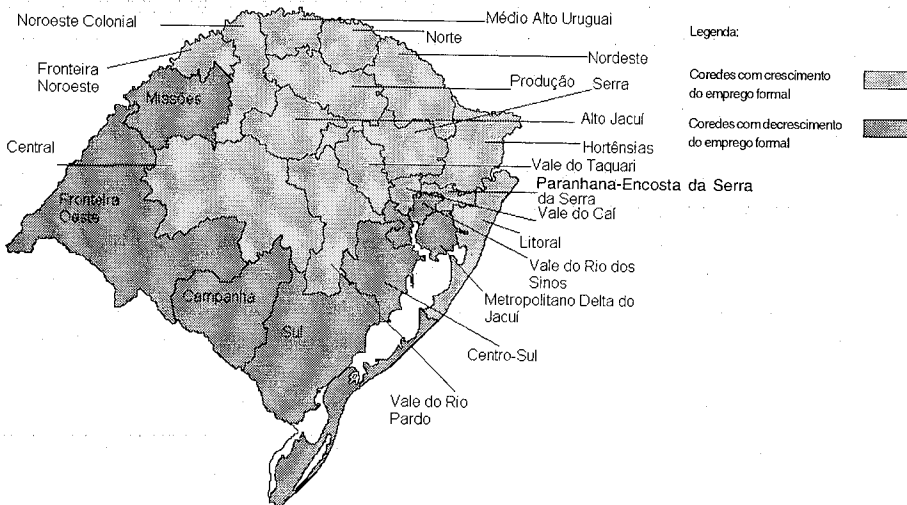 Noroeste Colonial
Médio Alto Uruguai
Norte
Legenda:
Nordeste
Fronteira
Noroeste
Produção
Serra
Coredes com crescimento
do emprego formal
Missões
Alto Jacuí
Coredes com decrescimento
do emprego formal
Central
Hortênsias
Vale do Taquari
Paranhana-Encosta da Serra
da Serra
Vale do Caí
Fronteira
Oeste
Litoral
Vale do Rio dos
Sinos
Metropolitano Delta do
Jacuí
Campanha
Sul
Centro-Sul
Vale do Rio
Pardo